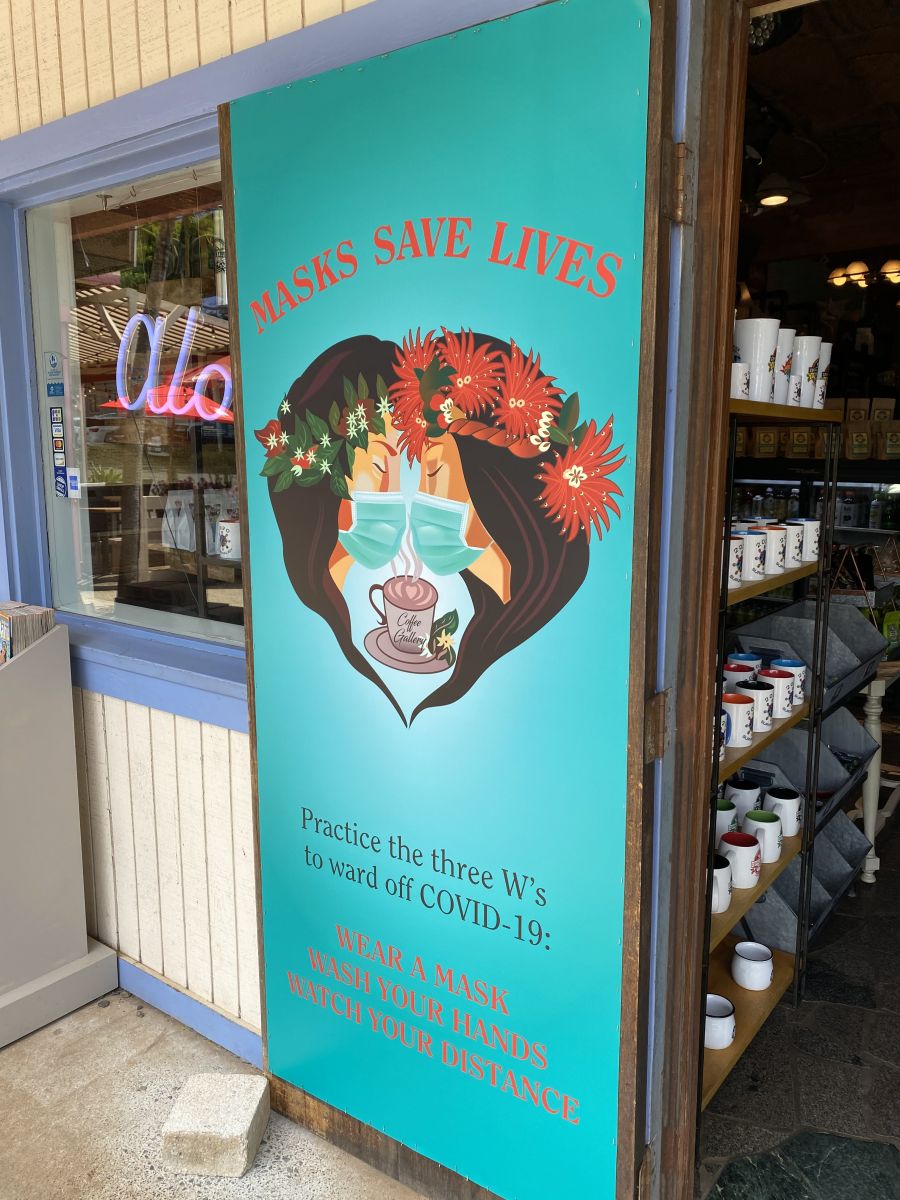 MASKS SAVE LIVES
Alo
Coffee
Gallery
Practice the three W's
to ward off COVID-19:
WEAR A MASK
WASH YOUR HANDS
WATCH YOUR DISTANCE